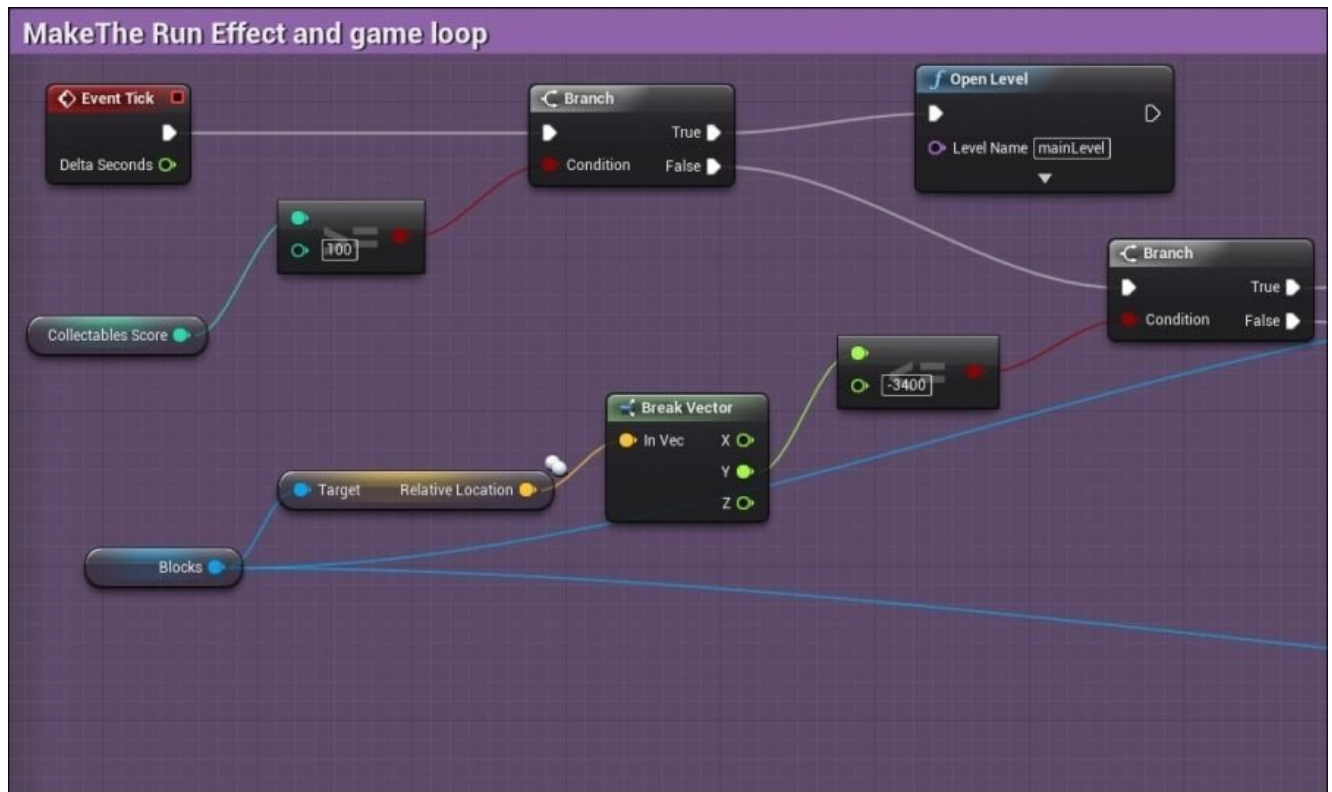 MakeThe Run Effect and game loop
Event Tick
Delta Seconds
Branch
True
Condition
False
Open Level
Level Name mainLevel
>=
100
Collectables Score
Branch
True
Condition
False
<=
-3400
Break Vector
In Vec X
Y
Z
Target Relative Location
Blocks